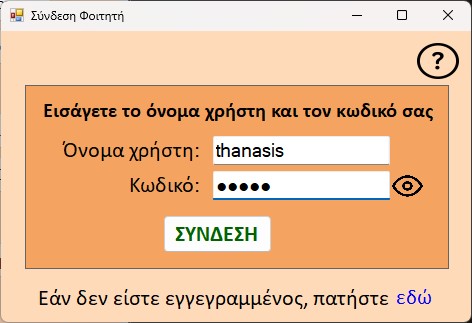 Σύνδεση Φοιτητή
?
Εισάγετε το όνομα χρήστη και τον κωδικό σας
Όνομα χρήστη: thanasis
Κωδικό: ●●●●●
ΣΥΝΔΕΣΗ
Εάν δεν είστε εγγεγραμμένος, πατήστε εδώ